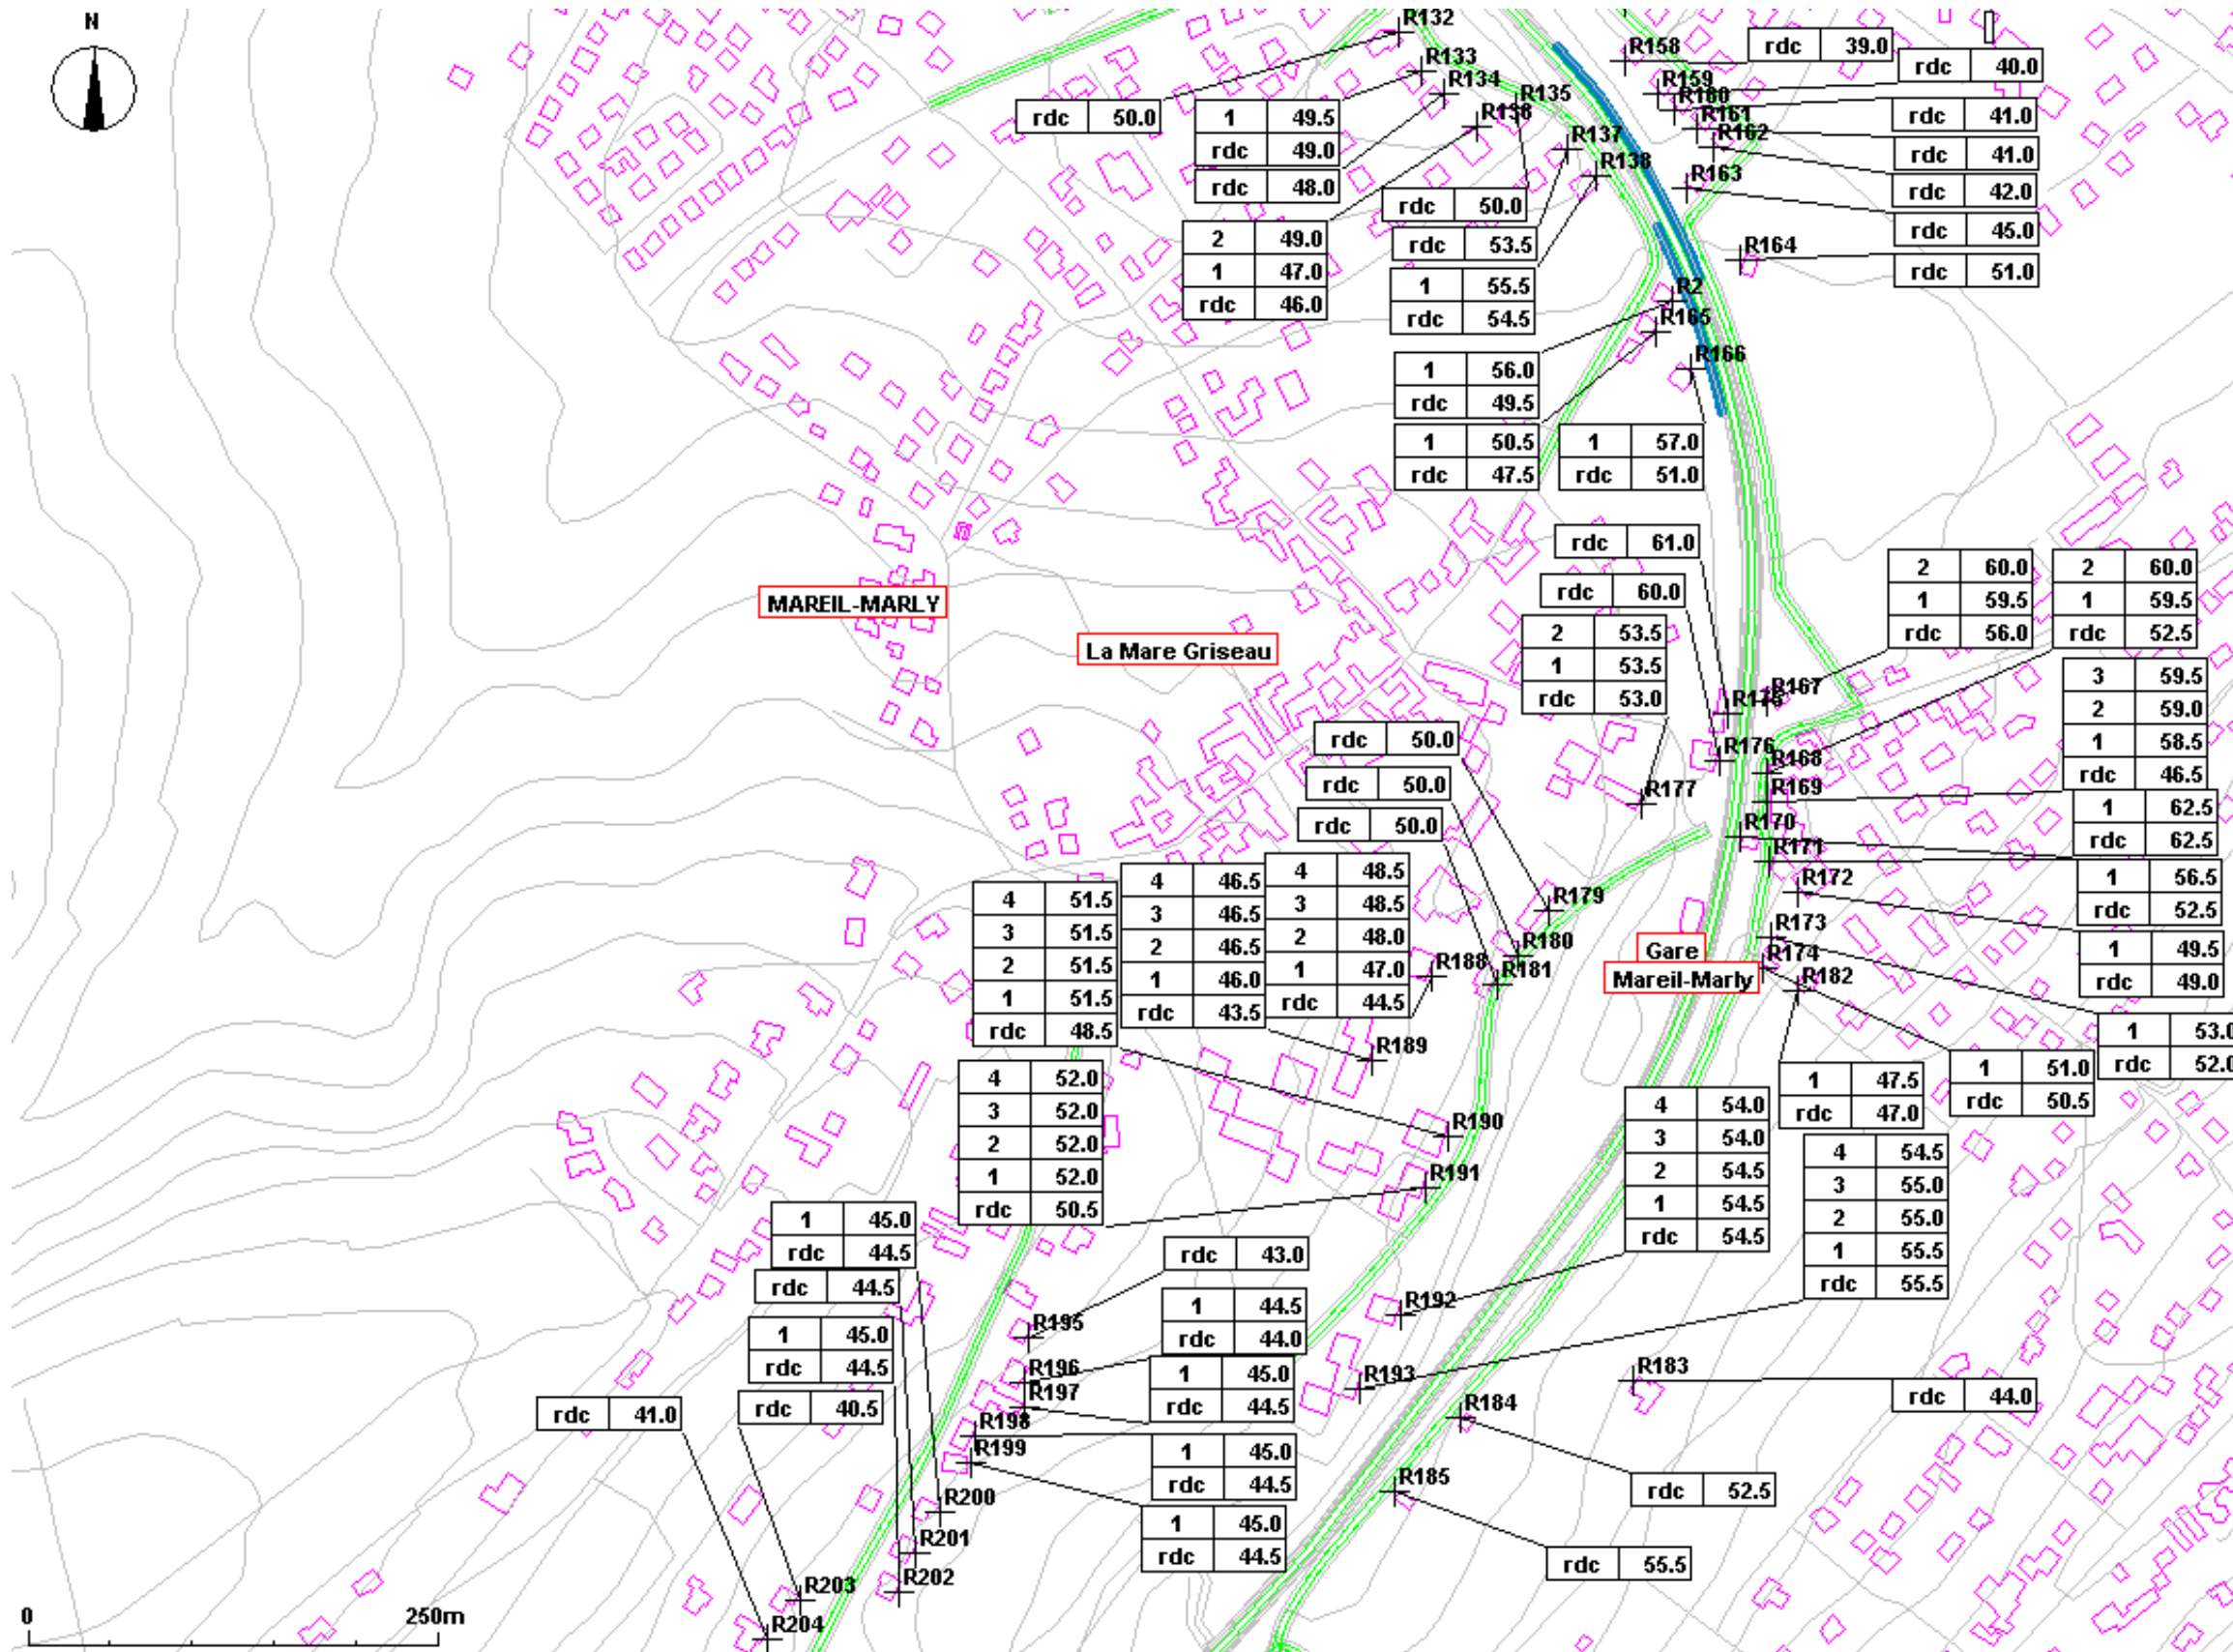 N
R132
R133
R134
R135
R136
R137
R138
rdc 50.0
1 49.5
rdc 49.0
rdc 48.0
2 49.0
1 47.0
rdc 46.0
rdc 50.0
rdc 53.5
1 55.5
rdc 54.5
R158
R159
R160
R161
R162
R163
R164
rdc 39.0
rdc 40.0
rdc 41.0
rdc 41.0
rdc 42.0
rdc 45.0
rdc 51.0
R2
R165
R166
1 56.0
rdc 49.5
1 50.5
rdc 47.5
1 57.0
rdc 51.0
rdc 61.0
rdc 60.0
2 53.5
1 53.5
rdc 53.0
2 60.0
1 59.5
rdc 56.0
2 60.0
1 59.5
rdc 52.5
MAREIL-MARLY
La Mare Griseau
3 59.5
2 59.0
1 58.5
rdc 46.5
R167
R175
R176
R168
R177
R169
R170
R171
R172
R173
R174
R182
1 62.5
rdc 62.5
1 56.5
rdc 52.5
1 49.5
rdc 49.0
1 53.0
rdc 52.0
1 51.0
rdc 50.5
1 47.5
rdc 47.0
rdc 50.0
rdc 50.0
rdc 50.0
R179
R180
R181
R188
R189
Gare
Mareil-Marly
4 51.5
3 51.5
2 51.5
1 51.5
rdc 48.5
4 46.5
3 46.5
2 46.5
1 46.0
rdc 43.5
4 48.5
3 48.5
2 48.0
1 47.0
rdc 44.5
4 52.0
3 52.0
2 52.0
1 52.0
rdc 50.5
R190
R191
4 54.0
3 54.0
2 54.5
1 54.5
rdc 54.5
4 54.5
3 55.0
2 55.0
1 55.5
rdc 55.5
1 45.0
rdc 44.5
rdc 44.5
1 45.0
rdc 44.5
rdc 40.5
rdc 41.0
rdc 43.0
1 44.5
rdc 44.0
1 45.0
rdc 44.5
1 45.0
rdc 44.5
1 45.0
rdc 44.5
R192
R193
R183
rdc 44.0
R184
rdc 52.5
R185
rdc 55.5
R195
R196
R197
R198
R199
R200
R201
R202
R203
R204
0 250m